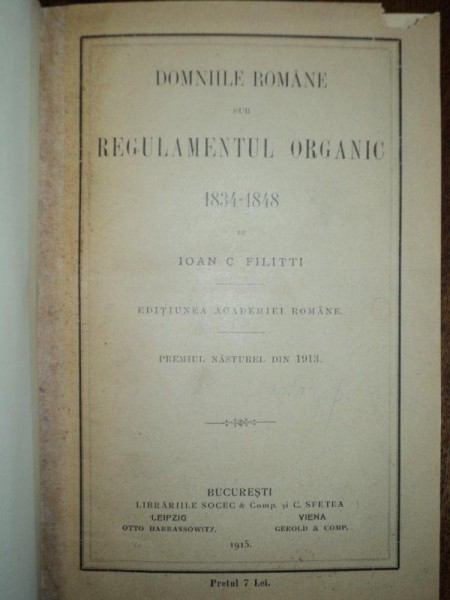 DOMNIILE ROMÂNE
SUB
REGULAMENTUL ORGANIC
1834-1848
DE
IOAN C. FILITTI
EDIȚIUNEA ACADEMIEI ROMÂNE.
PREMIUL NĂSTUREL DIN 1913.
BUCUREȘTI
LIBRĂRIILE SOCEC & Comp. și C. SFETEA
LEIPZIG VIENA
OTTO HARRASSOWITZ. GEROLD & COMP.
1915.
Prețul 7 Lei.